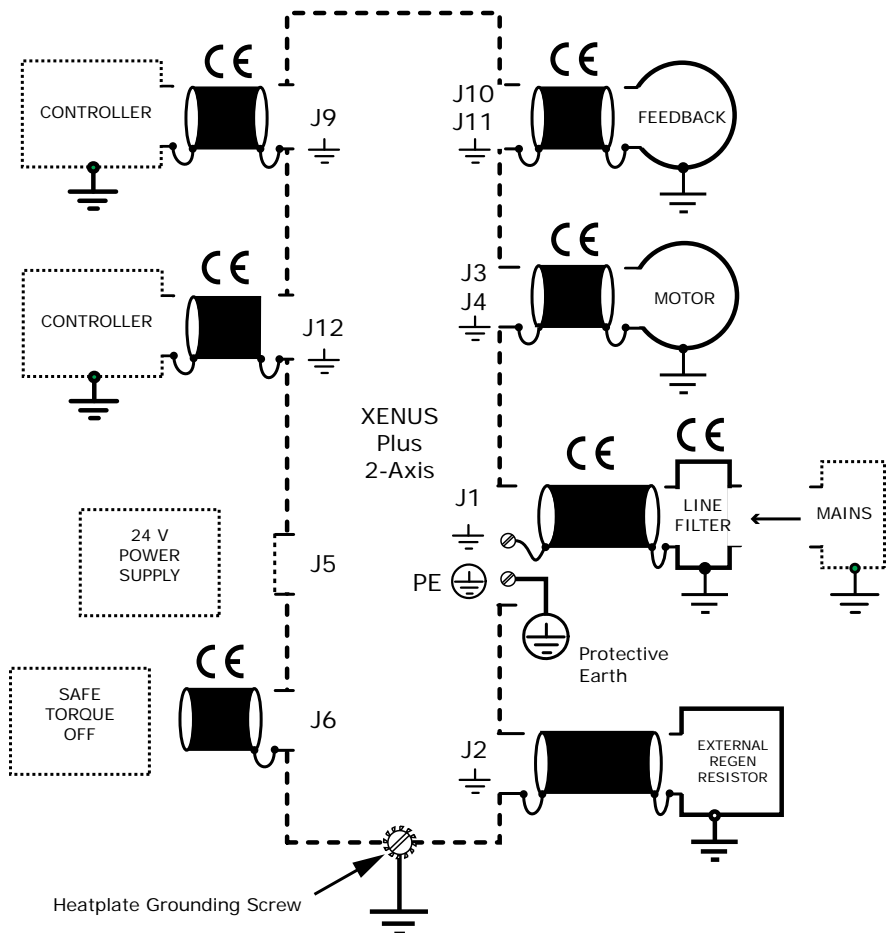 CE
CONTROLLER
J9
J10
J11
CE
FEEDBACK
CE
CONTROLLER
J12
J3
J4
CE
MOTOR
XENUS
Plus
2-Axis
J1
CE
CE
LINE
FILTER
MAINS
24 V
POWER
SUPPLY
J5
PE
Protective
Earth
CE
SAFE
TORQUE
OFF
J6
J2
EXTERNAL
REGEN
RESISTOR
Heatplate Grounding Screw